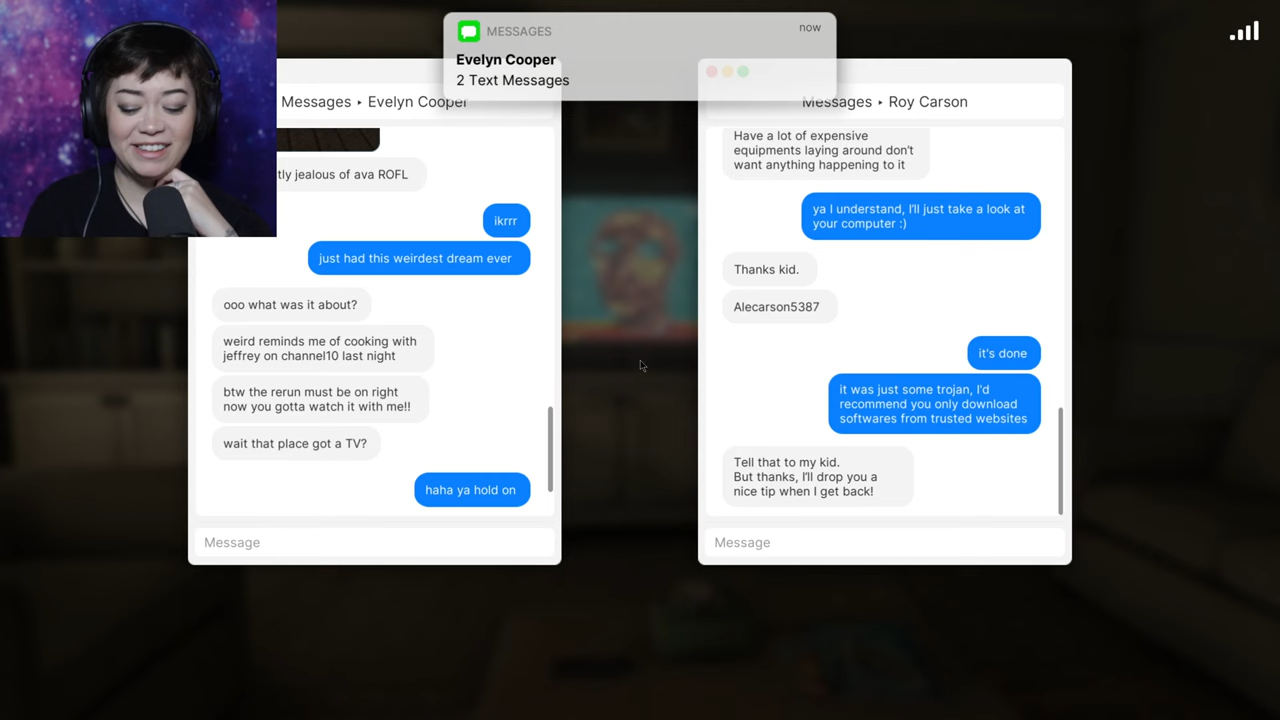 MESSAGES
now
Evelyn Cooper
2 Text Messages
Messages ▸ Evelyn Cooper
jealous of ava ROFL
ikrrr
just had this weirdest dream ever
ooo what was it about?
weird reminds me of cooking with
jeffrey on channel10 last night
btw the rerun must be on right
now you gotta watch it with me!!
wait that place got a TV?
haha ya hold on
Message
Messages ▸ Roy Carson
Have a lot of expensive
equipments laying around don't
want anything happening to it
ya I understand, I'll just take a look at
your computer :)
Thanks kid.
Alecarson5387
it's done
it was just some trojan, I'd
recommend you only download
softwares from trusted websites
Tell that to my kid.
But thanks, I'll drop you a
nice tip when I get back!
Message